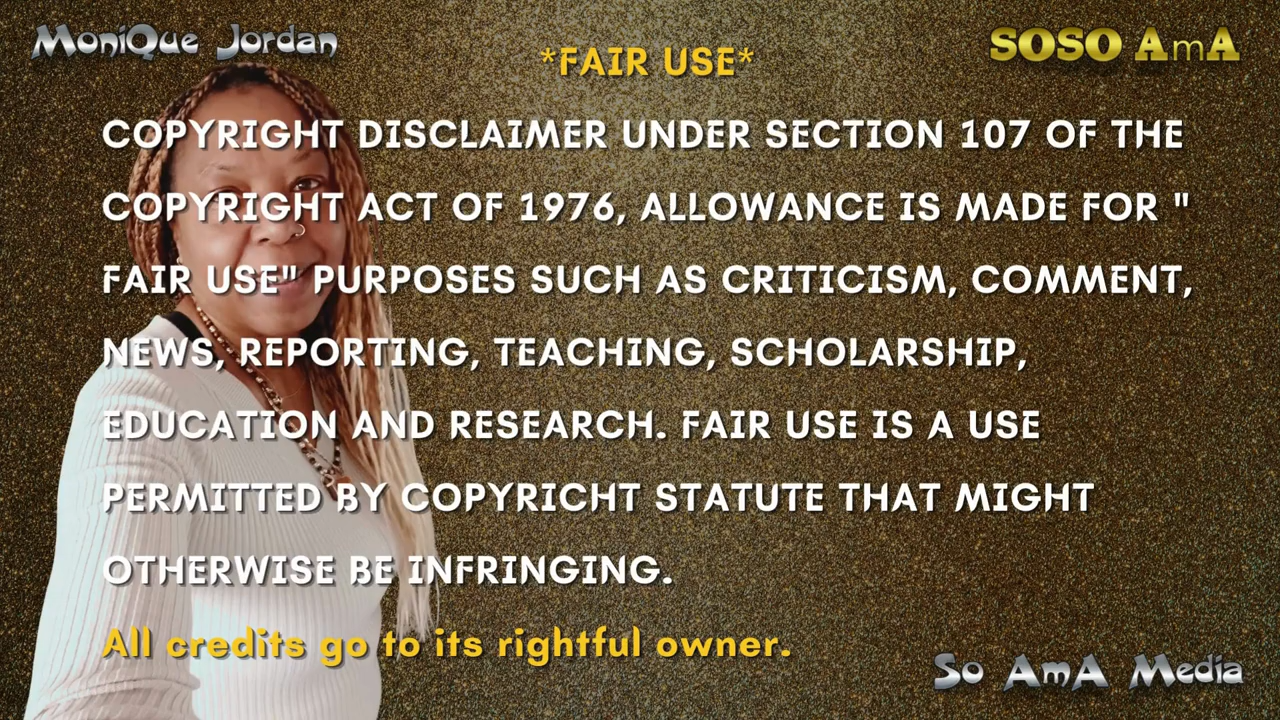 MoniQue Jordan
SOSO AmA
*FAIR USE*
COPYRIGHT DISCLAIMER UNDER SECTION 107 OF THE
COPYRIGHT ACT OF 1976, ALLOWANCE IS MADE FOR "
FAIR USE" PURPOSES SUCH AS CRITICISM, COMMENT,
NEWS, REPORTING, TEACHING, SCHOLARSHIP,
EDUCATION AND RESEARCH. FAIR USE IS A USE
PERMITTED BY COPYRICHT STATUTE THAT MIGHT
OTHERWISE BE INFRINGING.
All credits go to its rightful owner.
So AmA Media